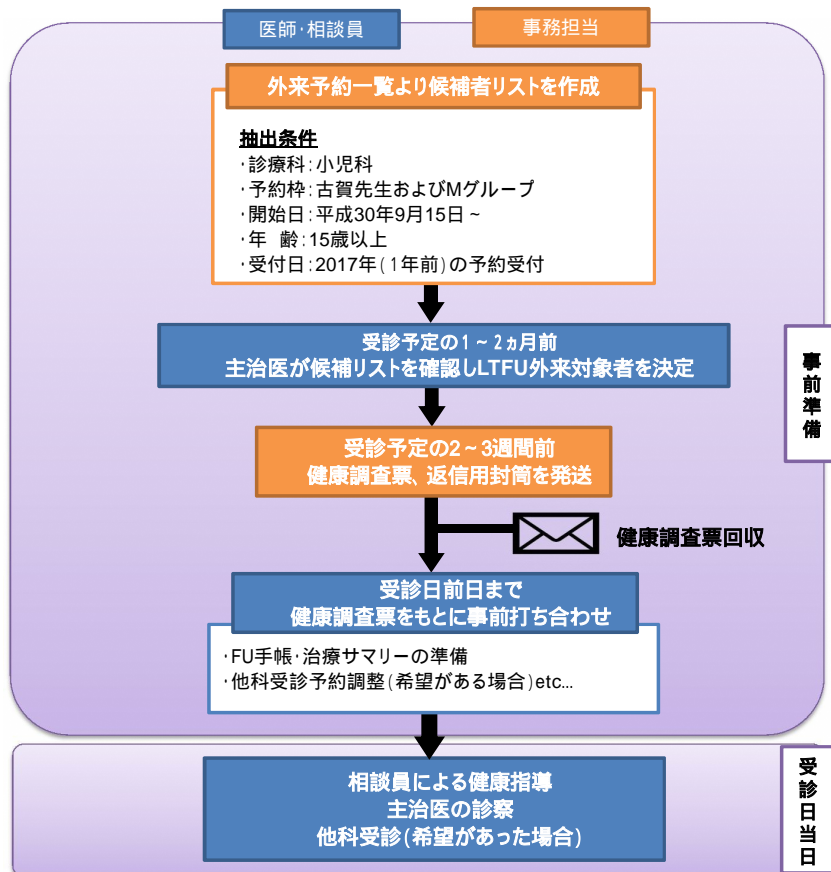 医師・相談員
事務担当
外来予約一覧より候補者リストを作成
抽出条件
・診療科：小児科
・予約枠：古賀先生およびMグループ
・開始日：平成30年9月15日～
・年　齢：15歳以上
・受付日：2017年(1年前)の予約受付
受診予定の1～2ヵ月前
主治医が候補リストを確認しLTFU外来対象者を決定
事前準備
受診予定の2～3週間前
健康調査票、返信用封筒を発送
健康調査票回収
受診日前日まで
健康調査票をもとに事前打ち合わせ
・FU手帳・治療サマリーの準備
・他科受診予約調整(希望がある場合)etc...
相談員による健康指導
主治医の診察
他科受診(希望があった場合)
受診日当日